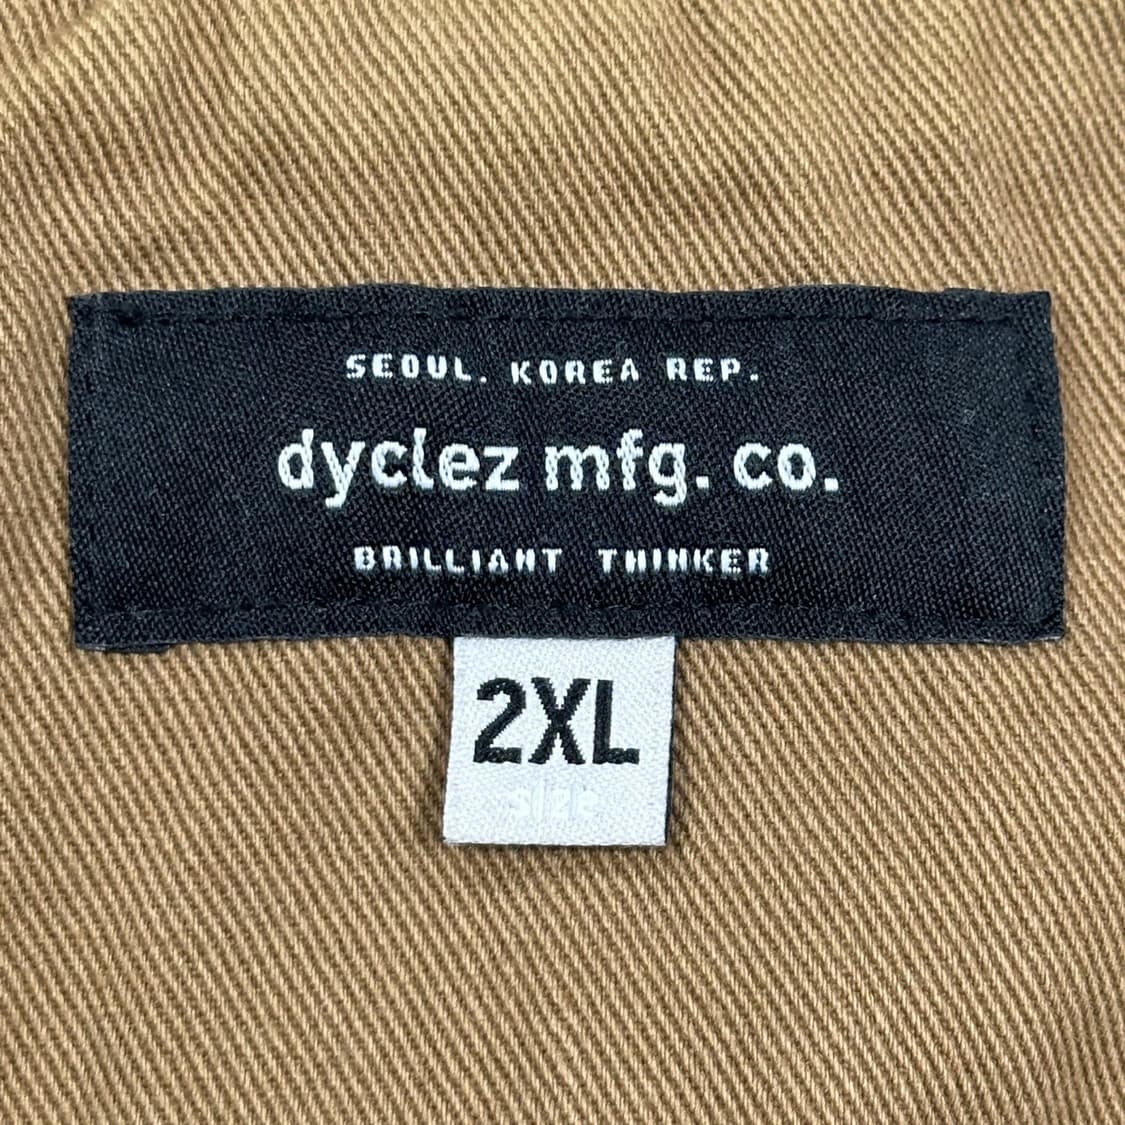 SEOUL. KOREA REP.
dyclez mfg. co.
BRILLIANT THINKER
2XL
size